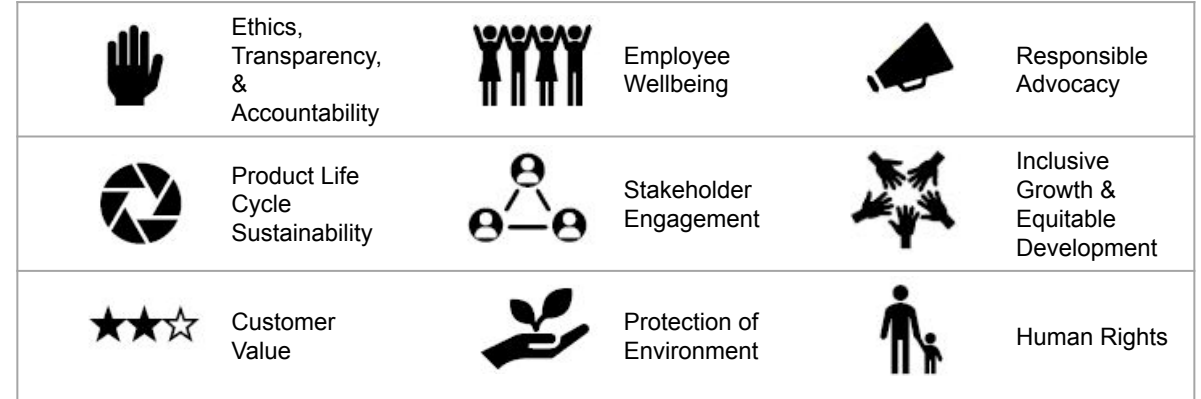 Ethics,
Transparency,
&
Accountability
Employee
Wellbeing
Responsible
Advocacy
Product Life
Cycle
Sustainability
Stakeholder
Engagement
Inclusive
Growth &
Equitable
Development
Customer
Value
Protection of
Environment
Human Rights